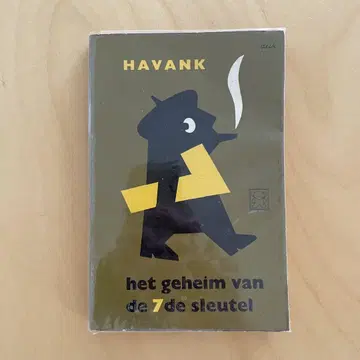 HAVANK
het geheim van
de 7de sleutel